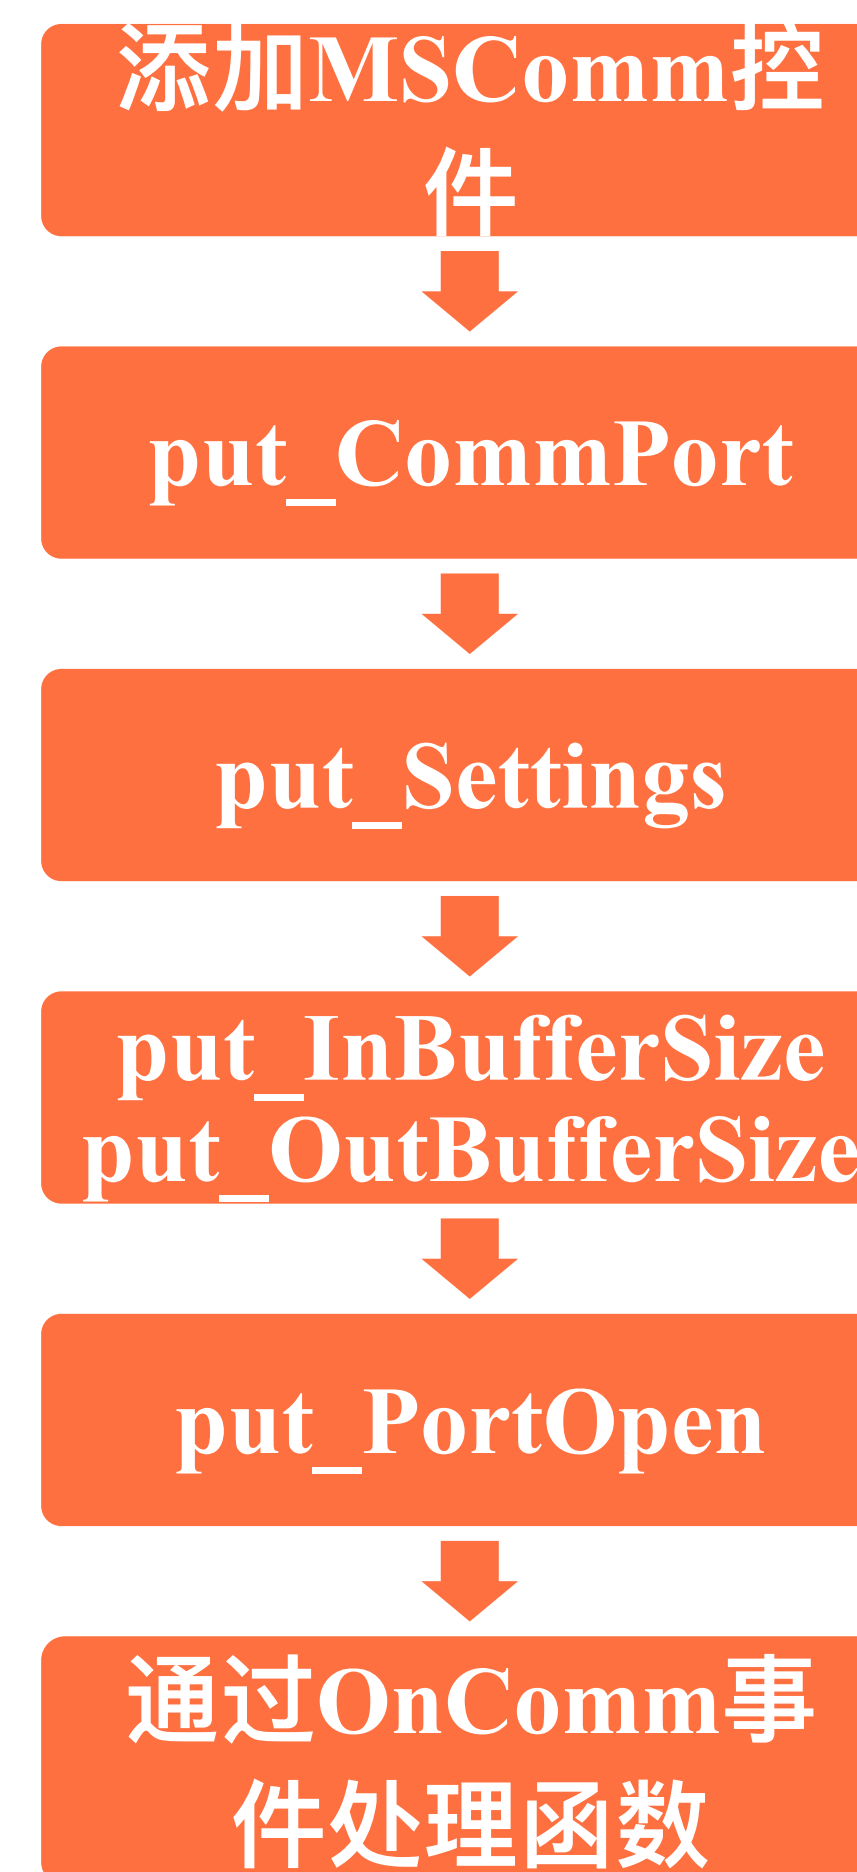 添加MSComm控
件
put_CommPort
put_Settings
put_InBufferSize
put_OutBufferSize
put_PortOpen
通过OnComm事
件处理函数